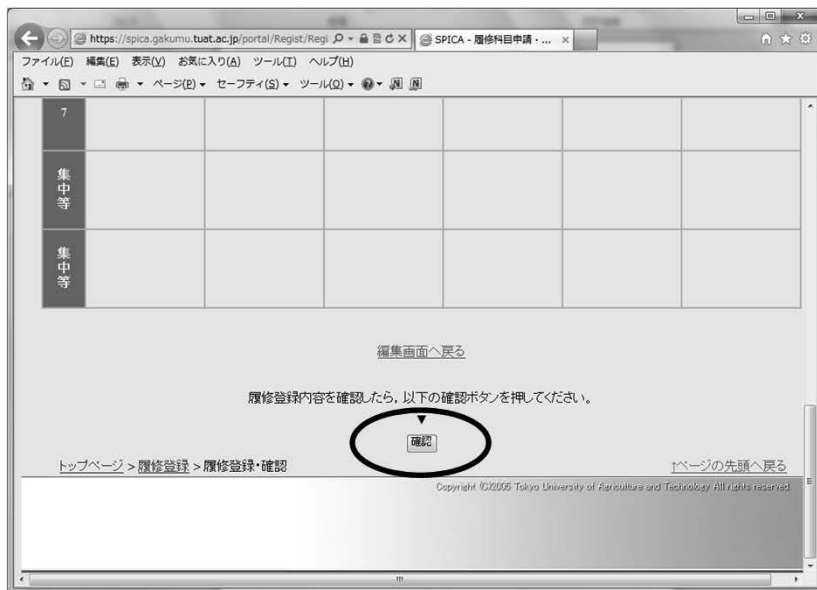 https://spica.gakumu.tuat.ac.jp/portal/Regist/Regi
SPICA - 履修科目申請・...
ファイル(F) 編集(E) 表示(V) お気に入り(A) ツール(T) ヘルプ(H)
ページ(P) セーフティ(S) ツール(O)
7
集中等
集中等
編集画面へ戻る
履修登録内容を確認したら，以下の確認ボタンを押してください。
▼
確認
トップページ > 履修登録 > 履修登録・確認
↑ページの先頭へ戻る
Copyright (C)2005 Tokyo University of Agriculture and Technology All rights reserved.